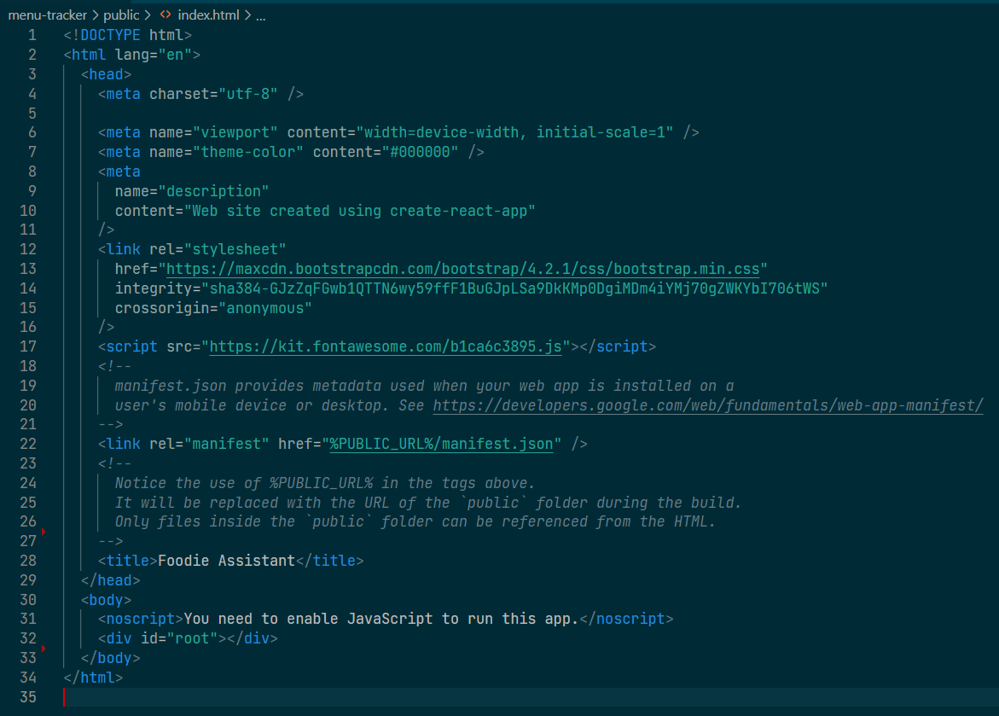 menu-tracker > public > <> index.html > ...
1 <!DOCTYPE html>
2 <html lang="en">
3 <head>
4 <meta charset="utf-8" />
5
6 <meta name="viewport" content="width=device-width, initial-scale=1" />
7 <meta name="theme-color" content="#000000" />
8 <meta
9 name="description"
10 content="Web site created using create-react-app"
11 />
12 <link rel="stylesheet"
13 href="https://maxcdn.bootstrapcdn.com/bootstrap/4.2.1/css/bootstrap.min.css"
14 integrity="sha384-GJzZqFGwb1QTTN6wy59ffF1BuGJpLSa9DkKMp0DgiMDm4iYMj70gZWKYbI706tWS"
15 crossorigin="anonymous"
16 />
17 <script src="https://kit.fontawesome.com/b1ca6c3895.js"></script>
18 <!--
19 manifest.json provides metadata used when your web app is installed on a
20 user's mobile device or desktop. See https://developers.google.com/web/fundamentals/web-app-manifest/
21 -->
22 <link rel="manifest" href="%PUBLIC_URL%/manifest.json" />
23 <!--
24 Notice the use of %PUBLIC_URL% in the tags above.
25 It will be replaced with the URL of the `public` folder during the build.
26 Only files inside the `public` folder can be referenced from the HTML.
27 -->
28 <title>Foodie Assistant</title>
29 </head>
30 <body>
31 <noscript>You need to enable JavaScript to run this app.</noscript>
32 <div id="root"></div>
33 </body>
34 </html>
35